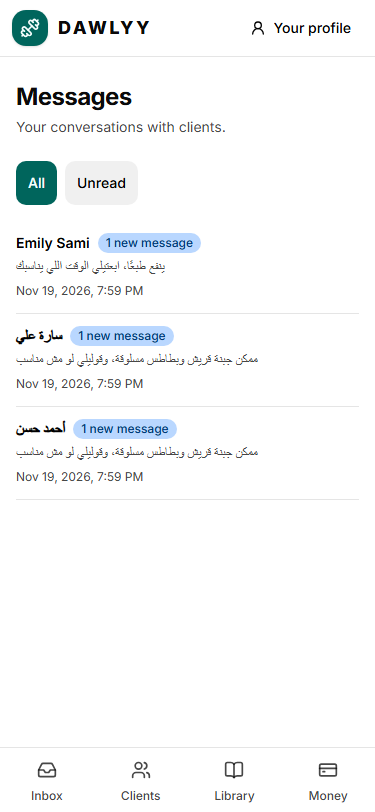 DAWLYY
Your profile
Messages
Your conversations with clients.
All
Unread
Emily Sami 1 new message
ينفع طبعًا، ابعتيلي الوقت اللي يناسبك
Nov 19, 2026, 7:59 PM
سارة علي 1 new message
ممكن جبنة قريش وبطاطس مسلوقة، وقوليلي لو مش مناسب
Nov 19, 2026, 7:59 PM
أحمد حسن 1 new message
ممكن جبنة قريش وبطاطس مسلوقة، وقوليلي لو مش مناسب
Nov 19, 2026, 7:59 PM
Inbox
Clients
Library
Money